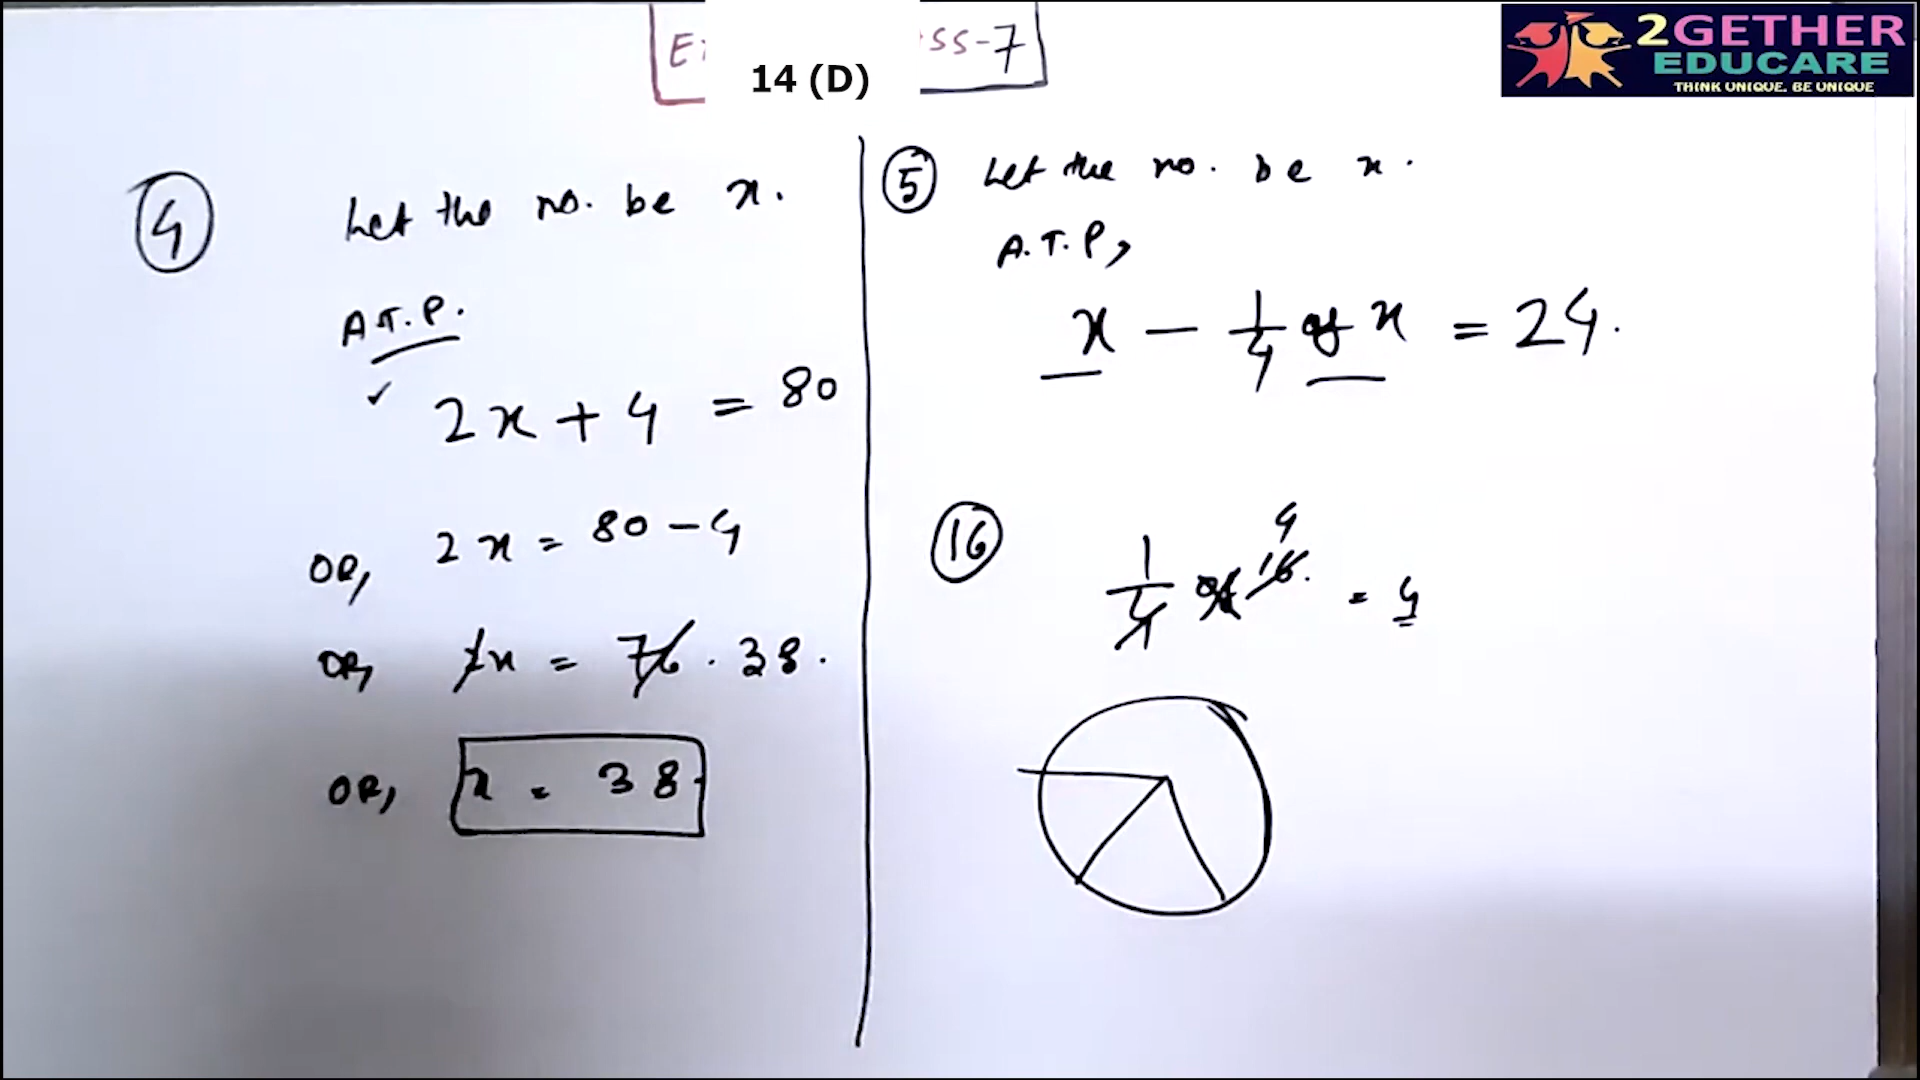 SS-7
14 (D)
2GETHER
EDUCARE
THINK UNIQUE. BE UNIQUE
4
Let the no. be x.
A.T.P.
✓ 2x + 4 = 80
OR, 2x = 80 - 4
OR, 2x = 76 . 38.
OR, x = 38
5 Let the no. be x.
A.T.P,
x - 1/4 of x = 24.
16
4
1/4 of 16. = 4